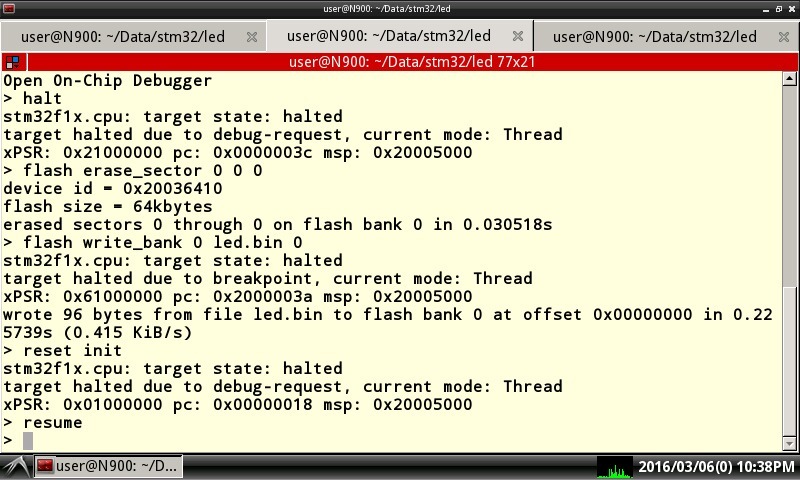 user@N900: ~/Data/stm32/led
user@N900: ~/Data/stm32/led
user@N900: ~/Data/stm32/led
user@N900: ~/Data/stm32/led
user@N900: ~/Data/stm32/led 77x21
Open On-Chip Debugger
> halt
stm32f1x.cpu: target state: halted
target halted due to debug-request, current mode: Thread
xPSR: 0x21000000 pc: 0x0000003c msp: 0x20005000
> flash erase_sector 0 0 0
device id = 0x20036410
flash size = 64kbytes
erased sectors 0 through 0 on flash bank 0 in 0.030518s
> flash write_bank 0 led.bin 0
stm32f1x.cpu: target state: halted
target halted due to breakpoint, current mode: Thread
xPSR: 0x61000000 pc: 0x2000003a msp: 0x20005000
wrote 96 bytes from file led.bin to flash bank 0 at offset 0x00000000 in 0.22
5739s (0.415 KiB/s)
> reset init
stm32f1x.cpu: target state: halted
target halted due to debug-request, current mode: Thread
xPSR: 0x01000000 pc: 0x00000018 msp: 0x20005000
> resume
>
user@N900: ~/D...
2016/03/06(0) 10:38PM